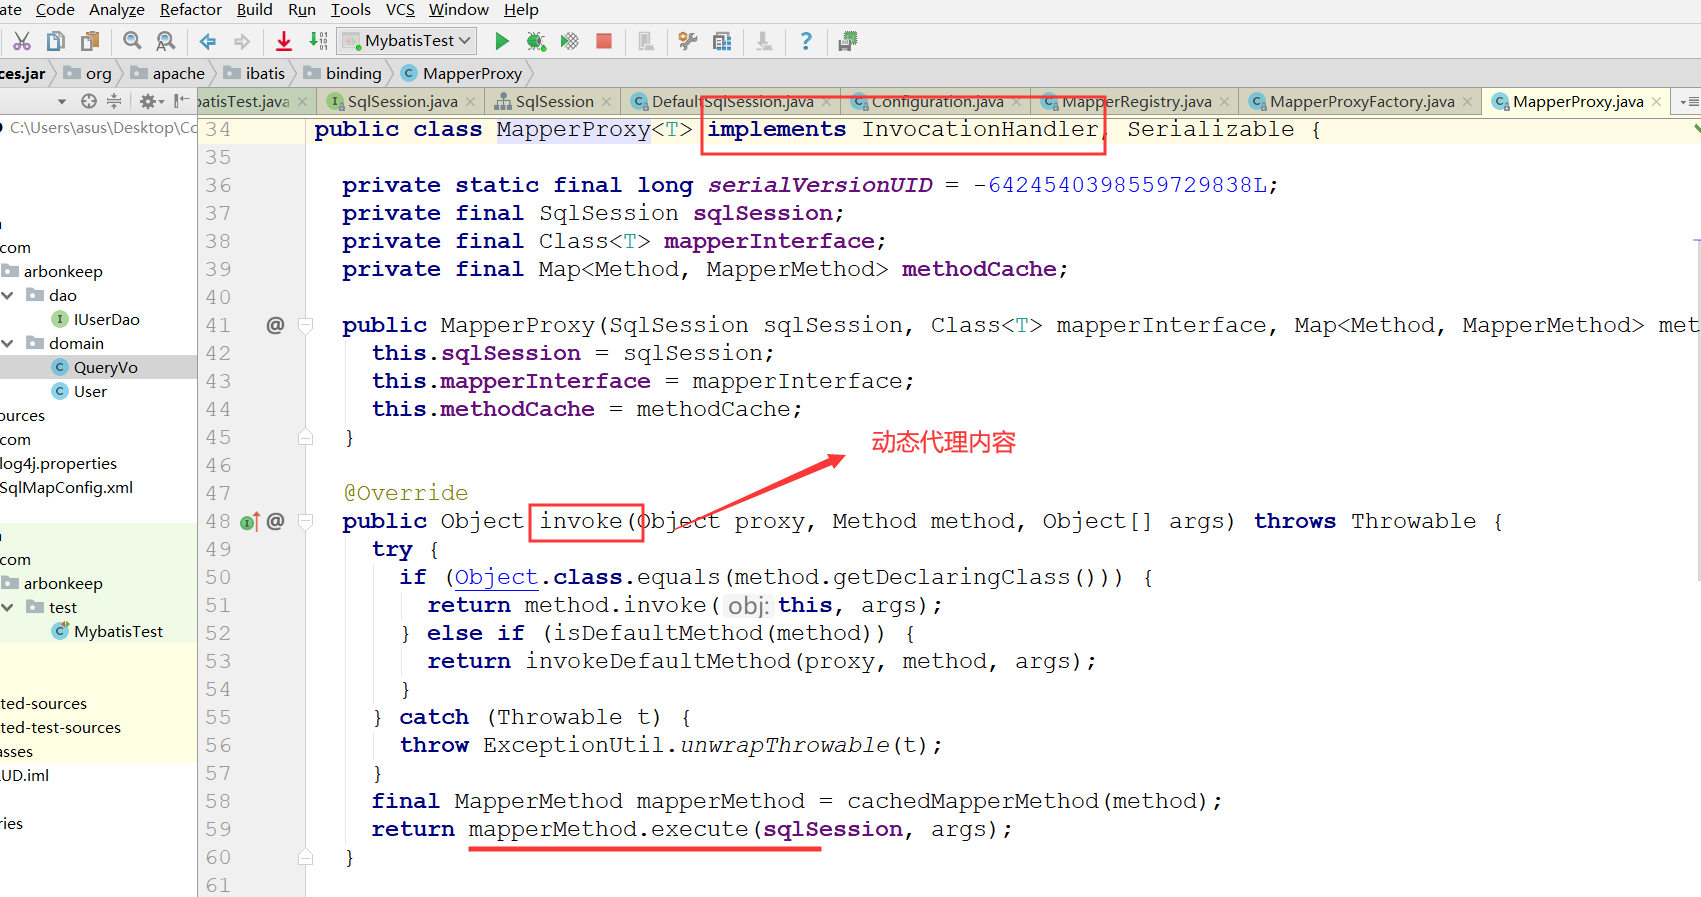 ate Code Analyze Refactor Build Run Tools VCS Window Help
MybatisTest
ces.jar org apache ibatis binding MapperProxy
batisTest.java SqlSession.java SqlSession DefaultSqlSession.java Configuration.java MapperRegistry.java MapperProxyFactory.java MapperProxy.java
C:\Users\asus\Desktop\Co
com
arbonkeep
dao
IUserDao
domain
QueryVo
User
ources
com
log4j.properties
SqlMapConfig.xml
com
arbonkeep
test
MybatisTest
ted-sources
ted-test-sources
asses
UD.iml
ries
34 public class MapperProxy<T> implements InvocationHandler, Serializable {
35
36 private static final long serialVersionUID = -6424540398559729838L;
37 private final SqlSession sqlSession;
38 private final Class<T> mapperInterface;
39 private final Map<Method, MapperMethod> methodCache;
40
41 @ public MapperProxy(SqlSession sqlSession, Class<T> mapperInterface, Map<Method, MapperMethod> met
42 this.sqlSession = sqlSession;
43 this.mapperInterface = mapperInterface;
44 this.methodCache = methodCache;
45 }
动态代理内容
46
47 @Override
48 @ public Object invoke(Object proxy, Method method, Object[] args) throws Throwable {
49 try {
50 if (Object.class.equals(method.getDeclaringClass())) {
51 return method.invoke( obj: this, args);
52 } else if (isDefaultMethod(method)) {
53 return invokeDefaultMethod(proxy, method, args);
54 }
55 } catch (Throwable t) {
56 throw ExceptionUtil.unwrapThrowable(t);
57 }
58 final MapperMethod mapperMethod = cachedMapperMethod(method);
59 return mapperMethod.execute(sqlSession, args);
60 }
61